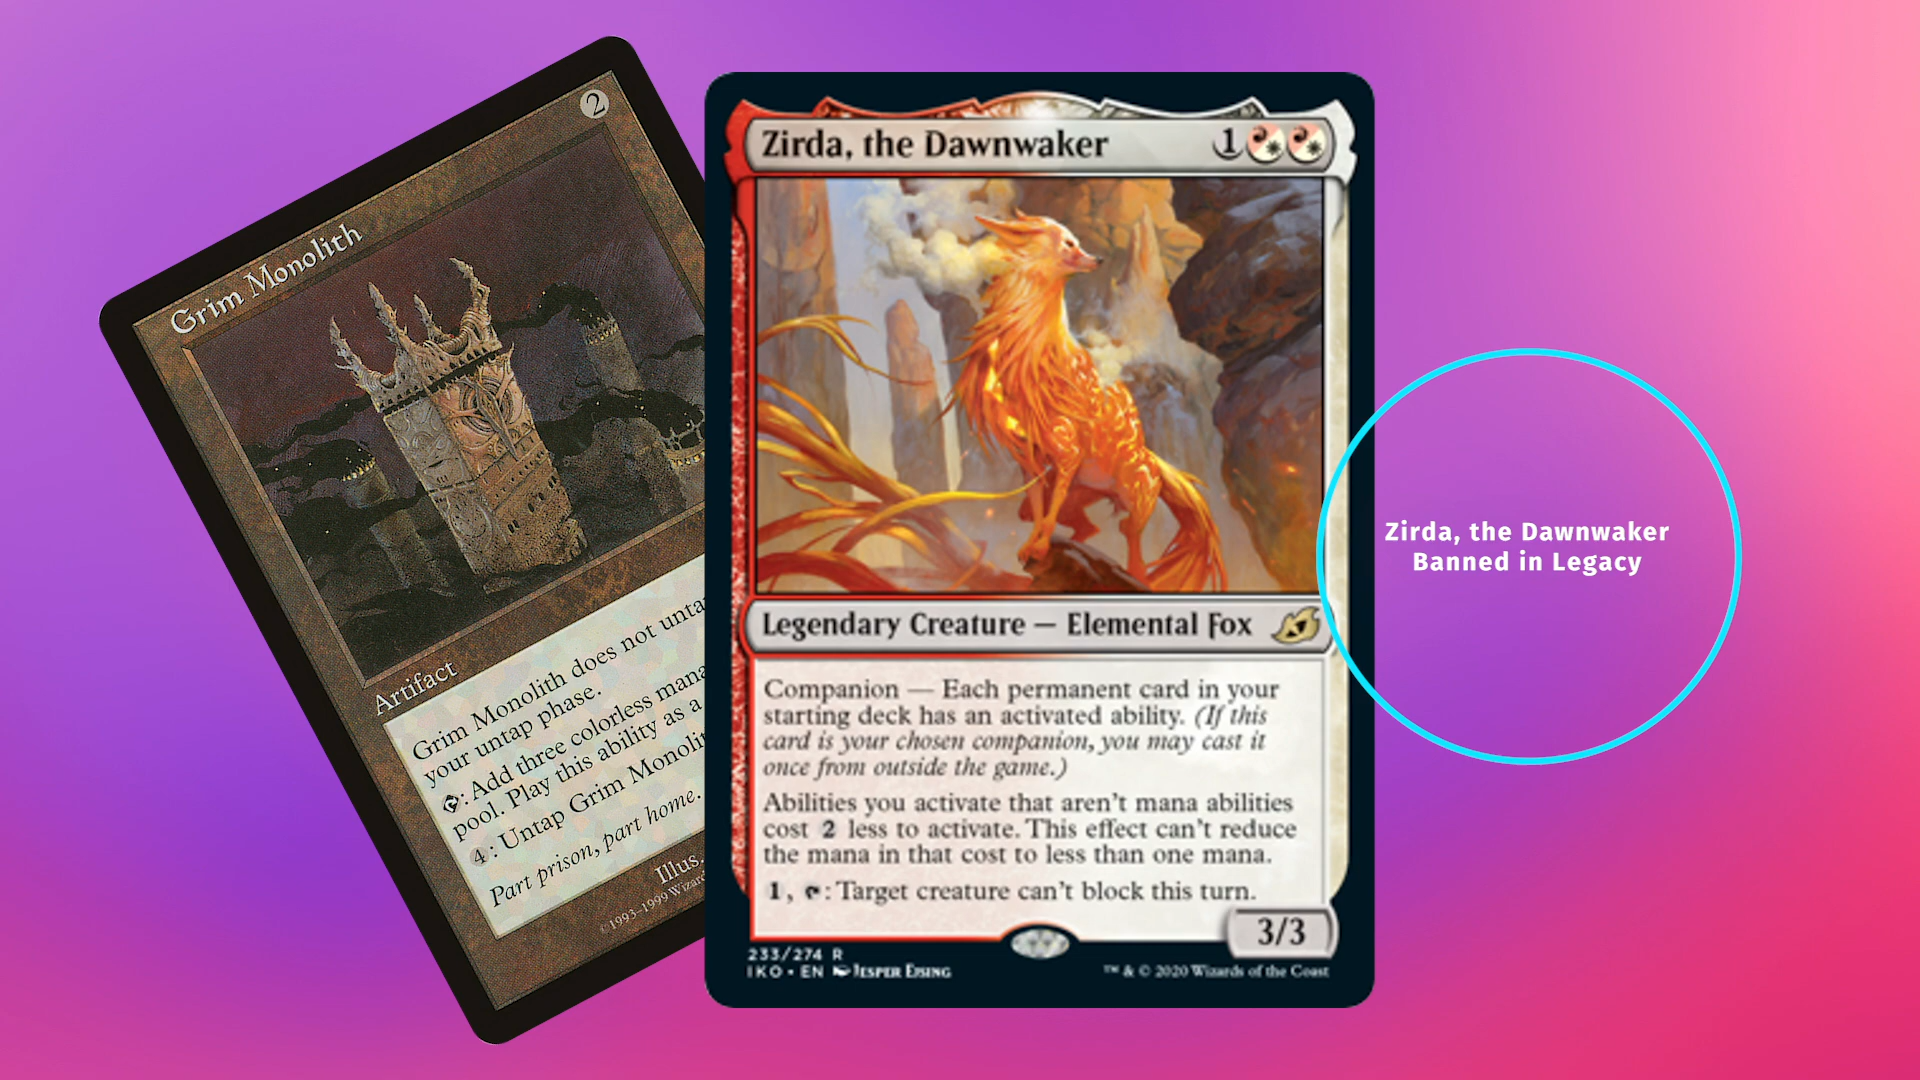 2
Grim Monolith
Artifact
Grim Monolith does not unta
your untap phase.
: Add three colorless mana
pool. Play this ability as a
4: Untap Grim Monolit
Part prison, part home.
Illus.
©1993-1999 Wizard
Zirda, the Dawnwaker 1
Legendary Creature — Elemental Fox
Companion — Each permanent card in your
starting deck has an activated ability. (If this
card is your chosen companion, you may cast it
once from outside the game.)
Abilities you activate that aren't mana abilities
cost 2 less to activate. This effect can't reduce
the mana in that cost to less than one mana.
1, : Target creature can't block this turn.
3/3
233/274 R
IKO • EN Jesper Ejsing
™ & © 2020 Wizards of the Coast
Zirda, the Dawnwaker
Banned in Legacy